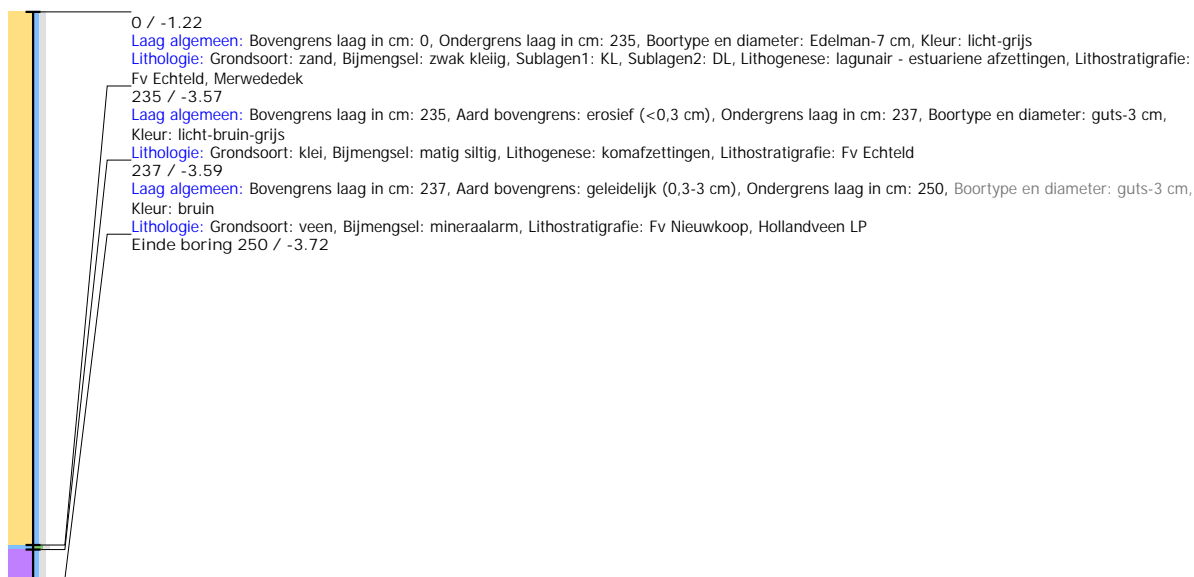 0 / -1.22
Laag algemeen: Bovengrens laag in cm: 0, Ondergrens laag in cm: 235, Boortype en diameter: Edelman-7 cm, Kleur: licht-grijs
Lithologie: Grondsoort: zand, Bijmengsel: zwak kleiig, Sublagen1: KL, Sublagen2: DL, Lithogenese: lagunair - estuariene afzettingen, Lithostratigrafie:
Fv Echteld, Merwededek
235 / -3.57
Laag algemeen: Bovengrens laag in cm: 235, Aard bovengrens: erosief (<0,3 cm), Ondergrens laag in cm: 237, Boortype en diameter: guts-3 cm,
Kleur: licht-bruin-grijs
Lithologie: Grondsoort: klei, Bijmengsel: matig siltig, Lithogenese: komafzettingen, Lithostratigrafie: Fv Echteld
237 / -3.59
Laag algemeen: Bovengrens laag in cm: 237, Aard bovengrens: geleidelijk (0,3-3 cm), Ondergrens laag in cm: 250, Boortype en diameter: guts-3 cm,
Kleur: bruin
Lithologie: Grondsoort: veen, Bijmengsel: mineraalarm, Lithostratigrafie: Fv Nieuwkoop, Hollandveen LP
Einde boring 250 / -3.72